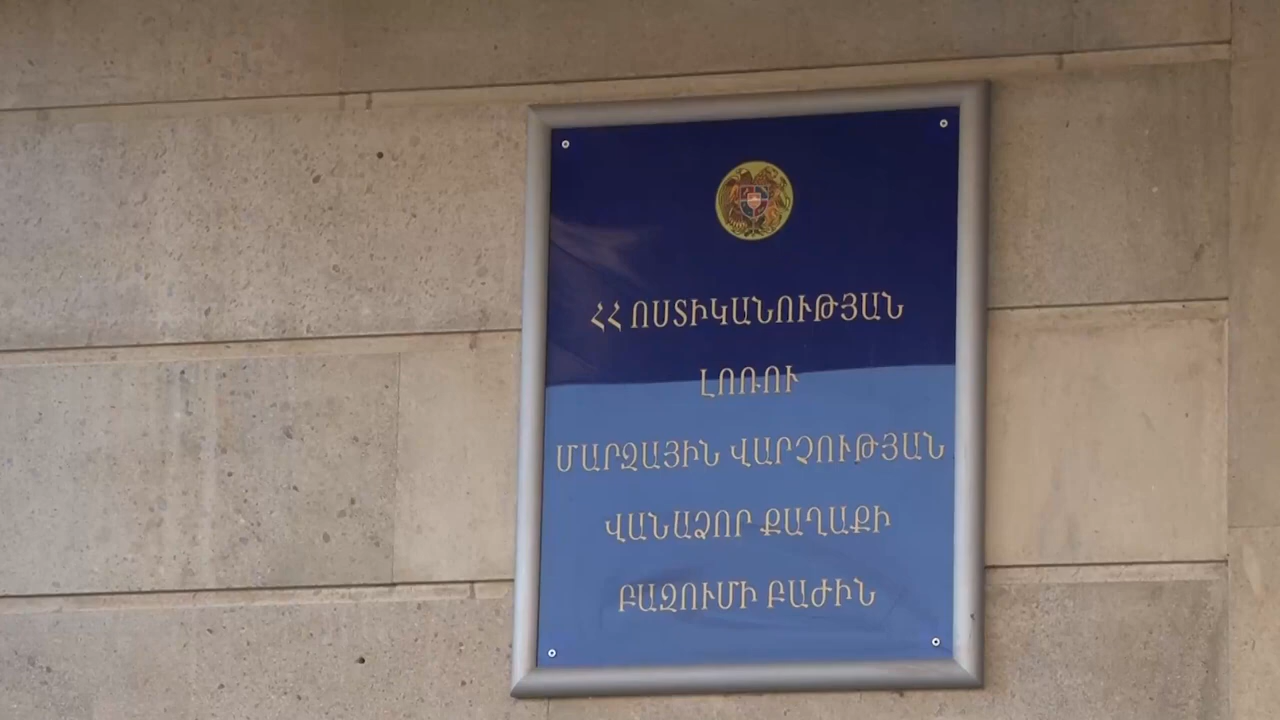 ՀՀ ՈՍՏԻԿԱՆՈՒԹՅԱՆ
ԼՈՌՈՒ
ՄԱՐԶԱՅԻՆ ՎԱՐՉՈՒԹՅԱՆ
ՎԱՆԱՁՈՐ ՔԱՂԱՔԻ
ԲԱԶՈՒՄԻ ԲԱԺԻՆ